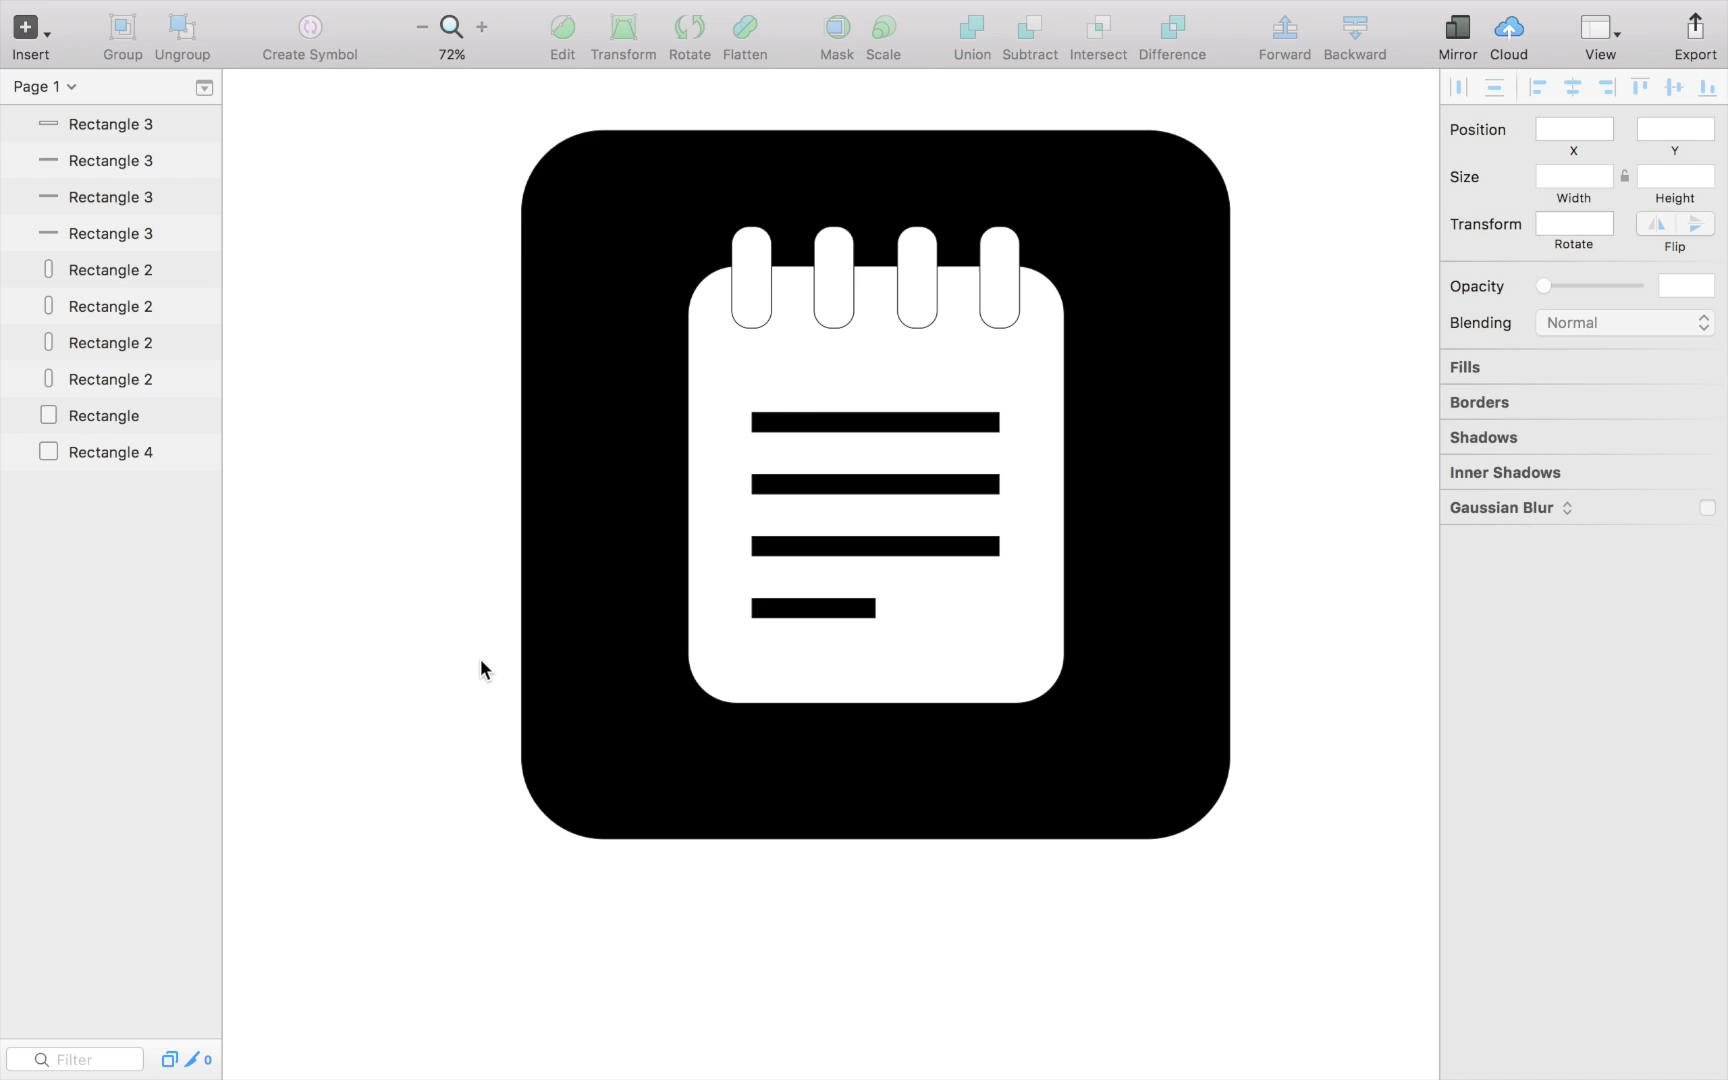 Insert Group Ungroup Create Symbol 72% Edit Transform Rotate Flatten Mask Scale Union Subtract Intersect Difference Forward Backward Mirror Cloud View Export
Page 1
Rectangle 3
Rectangle 3
Rectangle 3
Rectangle 3
Rectangle 2
Rectangle 2
Rectangle 2
Rectangle 2
Rectangle
Rectangle 4
Filter 0
Position
X Y
Size
Width Height
Transform
Rotate Flip
Opacity
Blending Normal
Fills
Borders
Shadows
Inner Shadows
Gaussian Blur